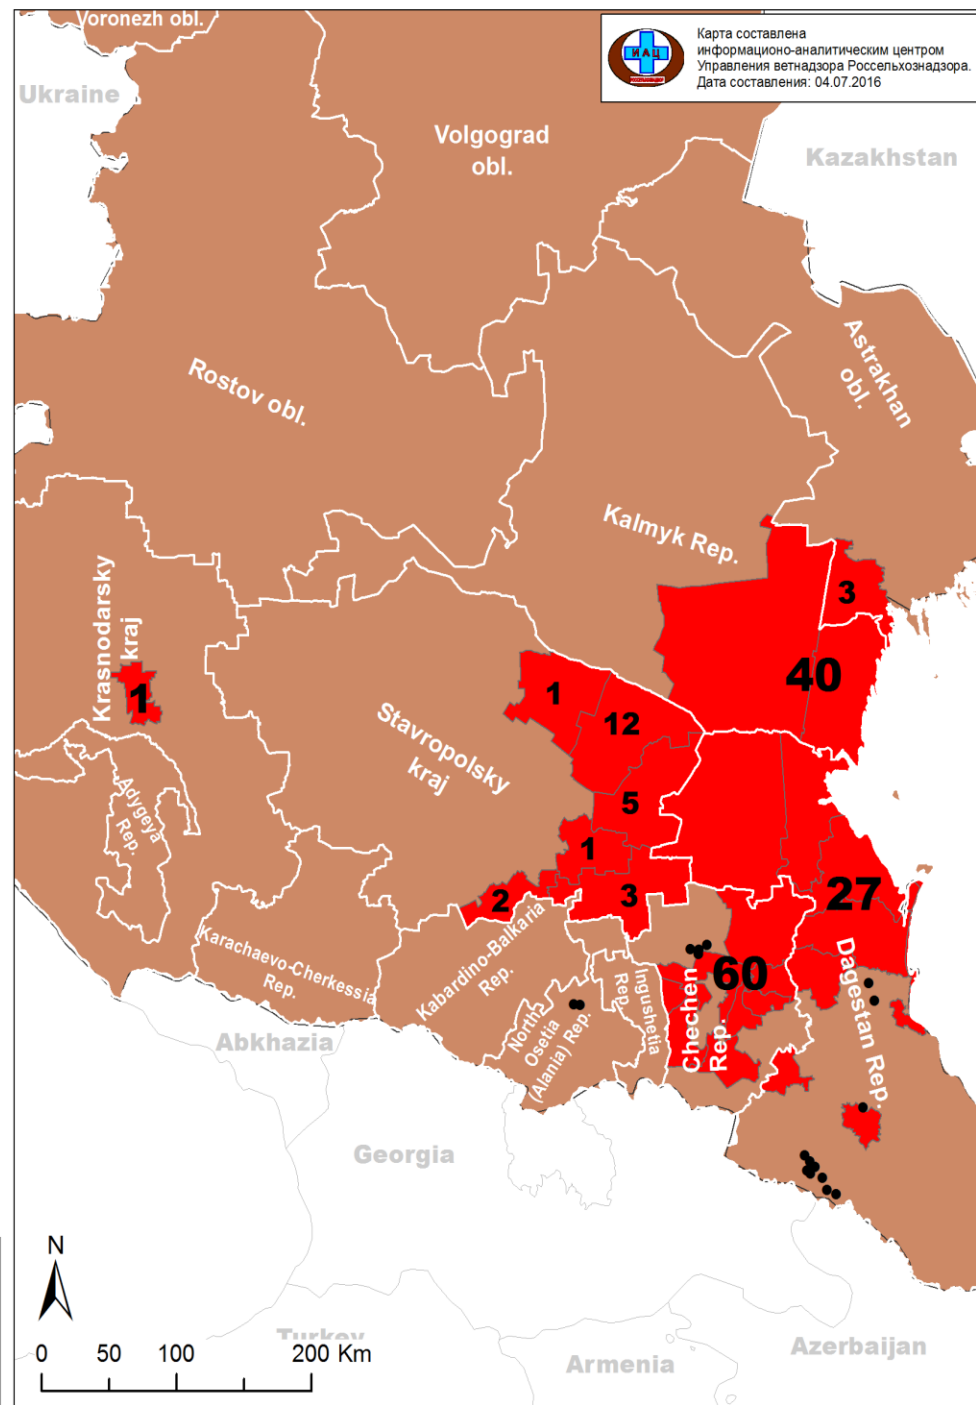 Voronezh obl.
Карта составлена
информационо-аналитическим центром
Управления ветнадзора Россельхознадзора.
Дата составления: 04.07.2016
ИАЦ
Ukraine
Volgograd
obl.
Kazakhstan
Rostov obl.
Astrakhan
obl.
Kalmyk Rep.
Krasnodarsky
kraj
3
1
40
1
12
Stavropolsky
kraj
5
Adygeya
Rep.
1
27
2
3
Karachaevo-Cherkessia
Rep.
Kabardino-Balkaria
Rep.
60
Dagestan Rep.
Ingushetia
Rep.
Chechen
Rep.
North
Osetia
(Alania) Rep.
Abkhazia
Georgia
N
Turkey
Armenia
Azerbaijan
0 50 100 200 Km